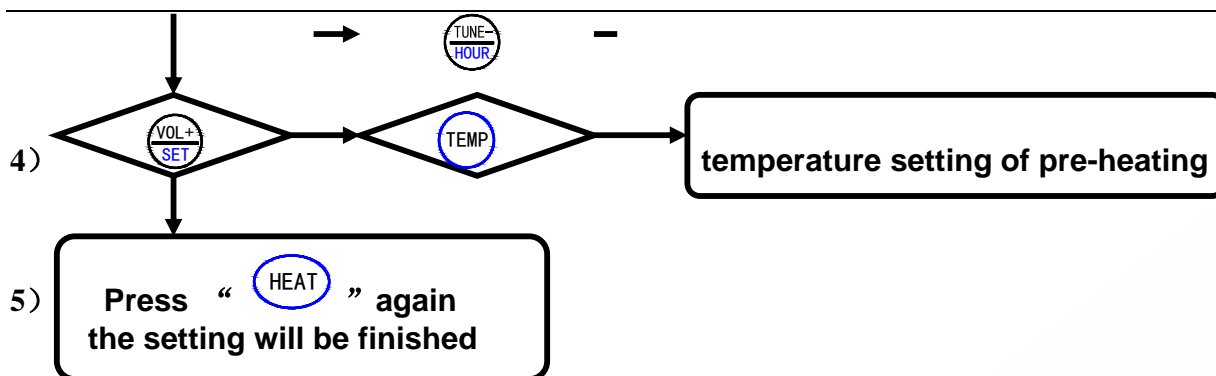 TUNE-
HOUR
4） VOL+
SET
TEMP
temperature setting of pre-heating
5） Press “ HEAT ” again
the setting will be finished